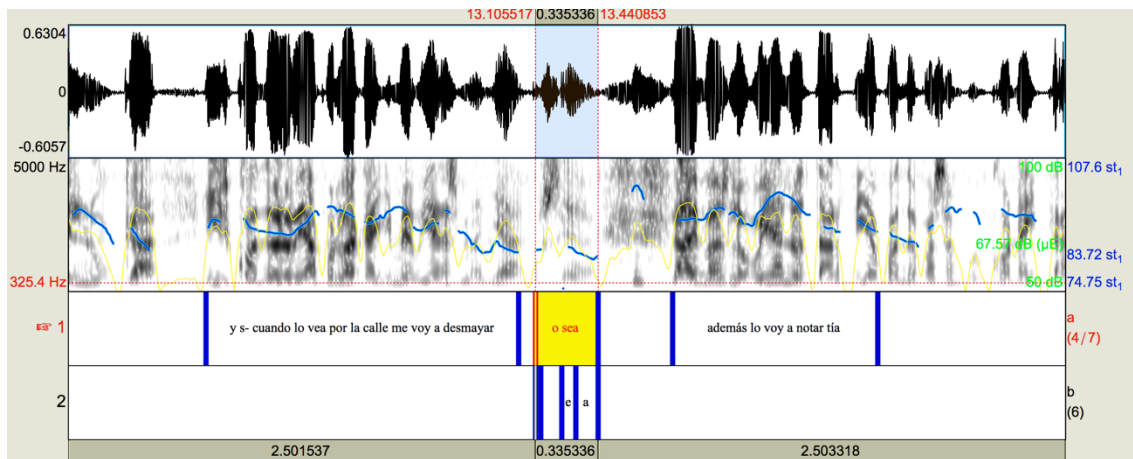 13.105517 0.335336 13.440853
0.6304
0
-0.6057
5000 Hz 100 dB 107.6 st1
67.57 dB (µE) 83.72 st1
325.4 Hz 50 dB 74.75 st1
☞ 1 y s- cuando lo vea por la calle me voy a desmayar o sea además lo voy a notar tía a (4 / 7)
2 e a b (6)
2.501537 0.335336 2.503318